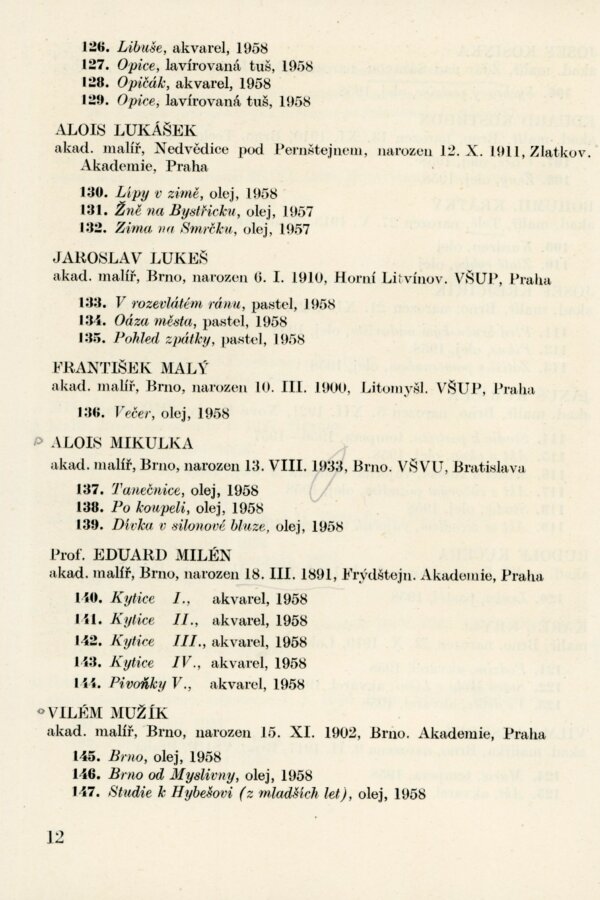 126. Libuše, akvarel, 1958
127. Opice, lavírovaná tuš, 1958
128. Opičák, akvarel, 1958
129. Opice, lavírovaná tuš, 1958
ALOIS LUKÁŠEK
akad. malíř, Nedvědice pod Pernštejnem, narozen 12. X. 1911, Zlatkov.
Akademie, Praha
130. Lípy v zimě, olej, 1958
131. Žně na Bystřicku, olej, 1957
132. Zima na Smrčku, olej, 1957
JAROSLAV LUKEŠ
akad. malíř, Brno, narozen 6. I. 1910, Horní Litvínov. VŠUP, Praha
133. V rozevlátém ránu, pastel, 1958
134. Oáza města, pastel, 1958
135. Pohled zpátky, pastel, 1958
FRANTIŠEK MALÝ
akad. malíř, Brno, narozen 10. III. 1900, Litomyšl. VŠUP, Praha
136. Večer, olej, 1958
ALOIS MIKULKA
akad. malíř, Brno, narozen 13. VIII. 1933, Brno. VŠVU, Bratislava
137. Tanečnice, olej, 1958
138. Po koupeli, olej, 1958
139. Dívka v silonové bluze, olej, 1958
Prof. EDUARD MILÉN
akad. malíř, Brno, narozen 18. III. 1891, Frýdštejn. Akademie, Praha
140. Kytice I., akvarel, 1958
141. Kytice II., akvarel, 1958
142. Kytice III., akvarel, 1958
143. Kytice IV., akvarel, 1958
144. Pivoňky V., akvarel, 1958
VILÉM MUŽÍK
akad. malíř, Brno, narozen 15. XI. 1902, Brno. Akademie, Praha
145. Brno, olej, 1958
146. Brno od Myslivny, olej, 1958
147. Studie k Hybešovi (z mladších let), olej, 1958
12